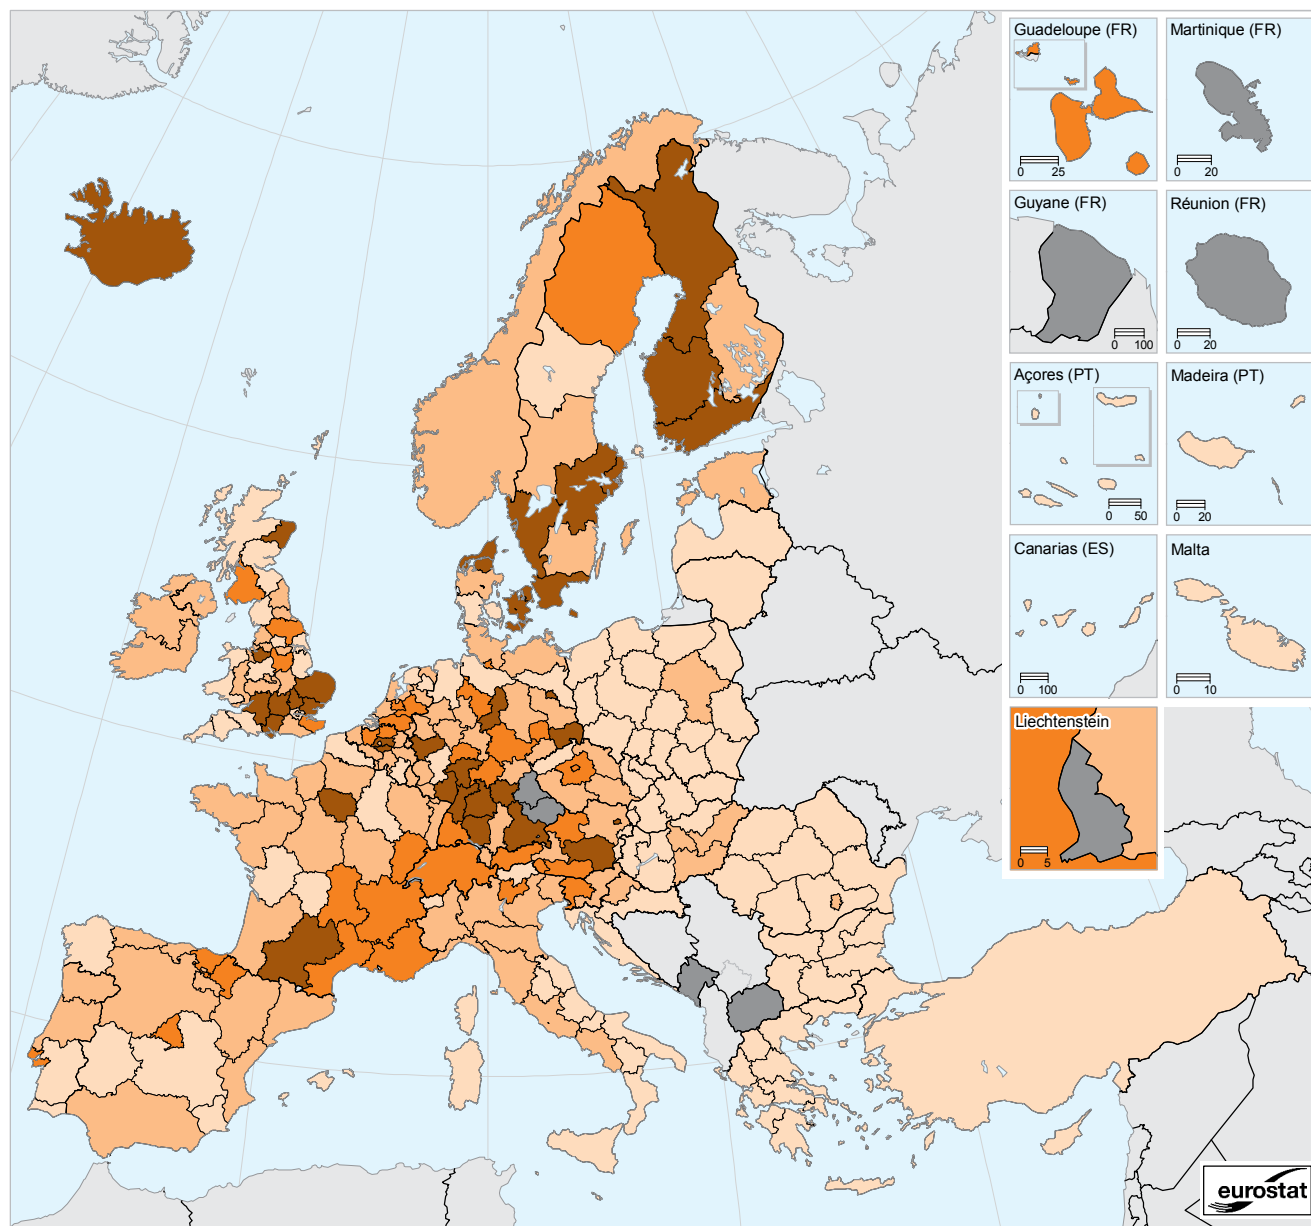 Guadeloupe (FR)
0 25
Martinique (FR)
0 20
Guyane (FR)
0 100
Réunion (FR)
0 20
Açores (PT)
0 50
Madeira (PT)
0 20
Canarias (ES)
0 100
Malta
0 10
Liechtenstein
0 5
eurostat